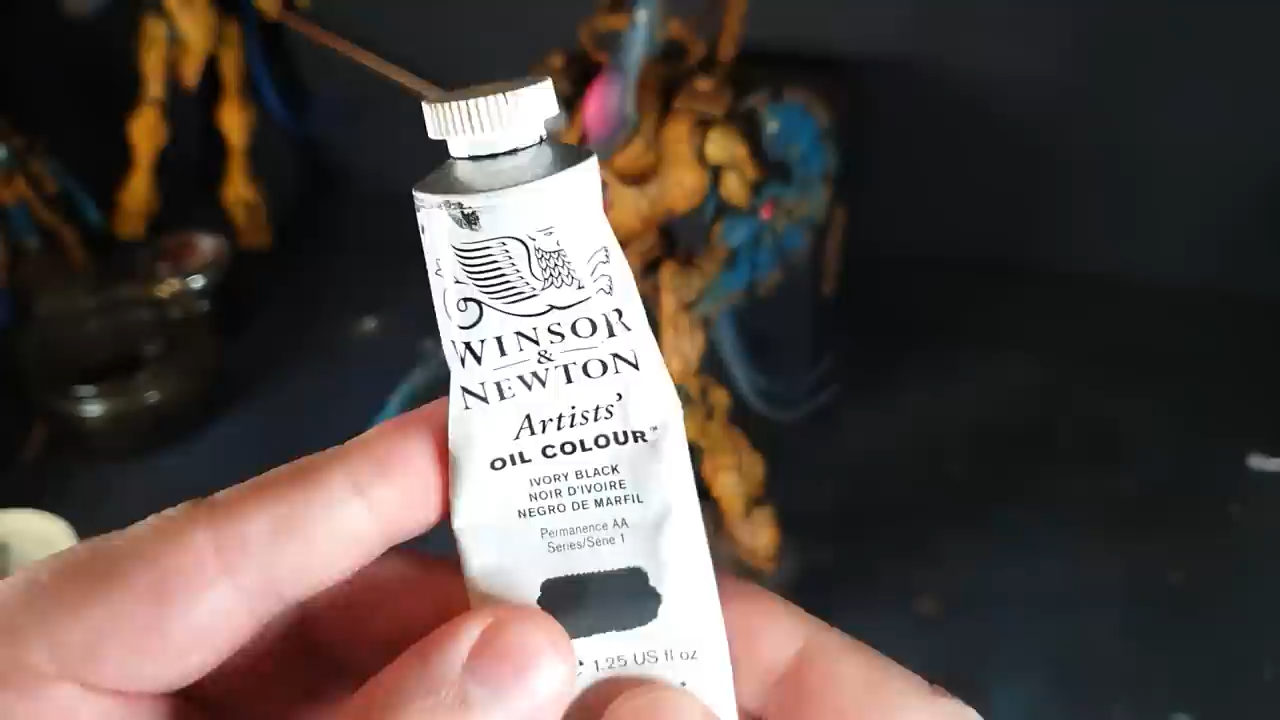 WINSOR
&
NEWTON
Artists'
OIL COLOUR™
IVORY BLACK
NOIR D'IVOIRE
NEGRO DE MARFIL
Permanence AA
Series/Série 1
1.25 US fl oz